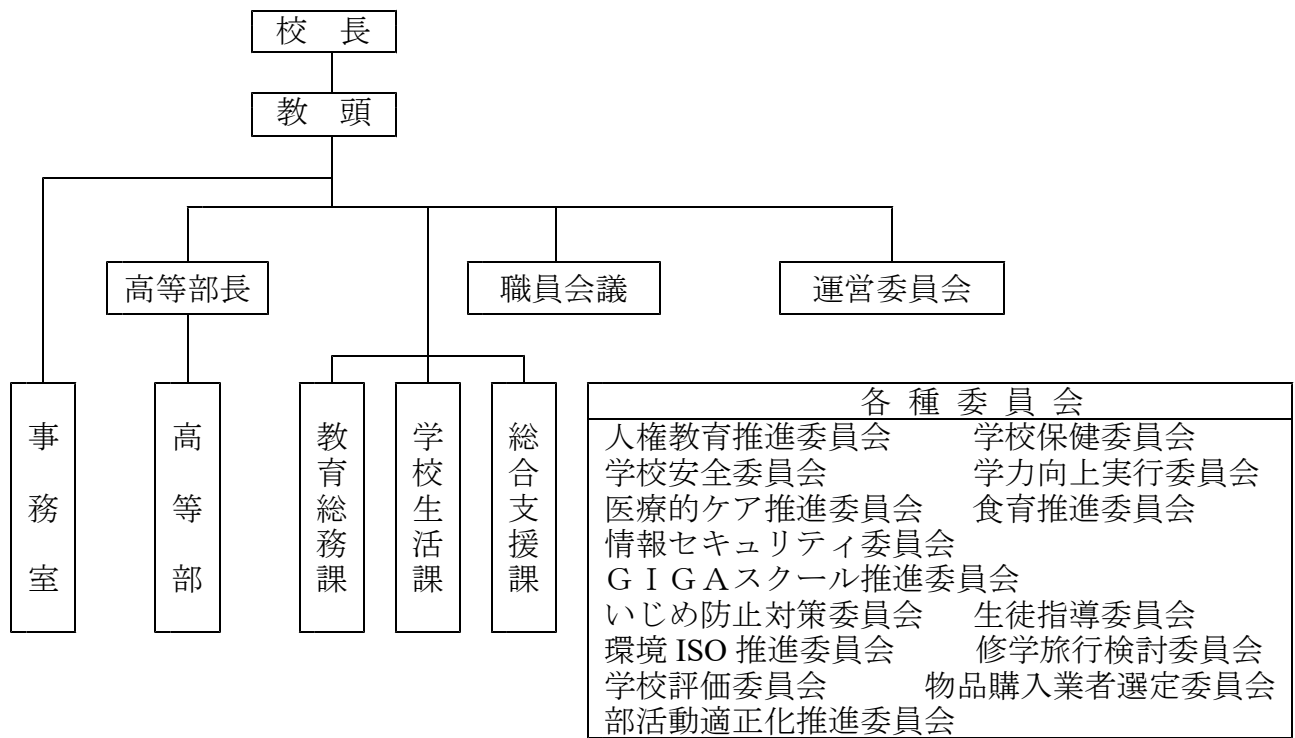 校　長
教　頭
高等部長　職員会議　運営委員会
事務室
高等部
教育総務課
学校生活課
総合支援課
各 種 委 員 会
人権教育推進委員会　学校保健委員会
学校安全委員会　学力向上実行委員会
医療的ケア推進委員会　食育推進委員会
情報セキュリティ委員会
ＧＩＧＡスクール推進委員会
いじめ防止対策委員会　生徒指導委員会
環境 ISO 推進委員会　修学旅行検討委員会
学校評価委員会　物品購入業者選定委員会
部活動適正化推進委員会